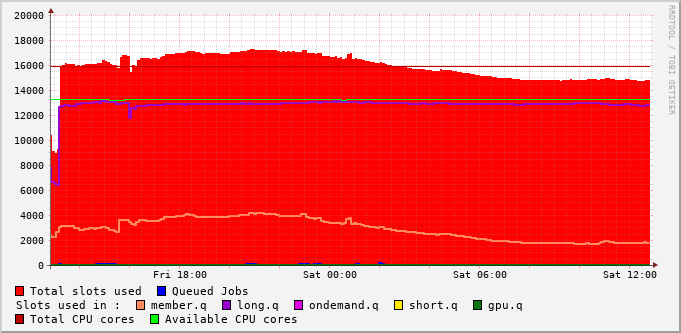 RRDTOOL / TOBI OETIKER
20000
18000
16000
14000
12000
10000
8000
6000
4000
2000
0
Fri 18:00 Sat 00:00 Sat 06:00 Sat 12:00
Total slots used Queued Jobs
Slots used in : member.q long.q ondemand.q short.q gpu.q
Total CPU cores Available CPU cores